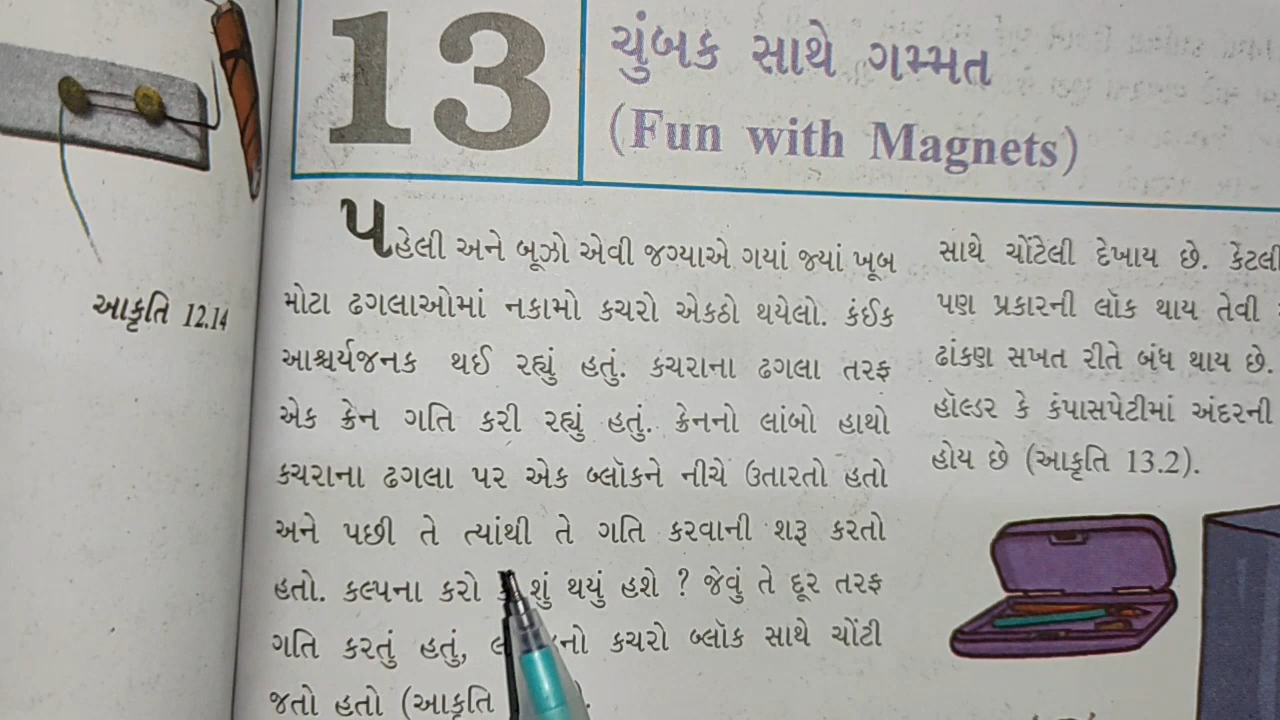 આકૃતિ 12.14
13
ચુંબક સાથે ગમ્મત
(Fun with Magnets)
પહેલી અને બૂઝો એવી જગ્યાએ ગયાં જ્યાં ખૂબ
મોટા ઢગલાઓમાં નકામો કચરો એકઠો થયેલો. કંઈક
આશ્ચર્યજનક થઈ રહ્યું હતું. કચરાના ઢગલા તરફ
એક ક્રેન ગતિ કરી રહ્યું હતું. ક્રેનનો લાંબો હાથો
કચરાના ઢગલા પર એક બ્લૉકને નીચે ઉતારતો હતો
અને પછી તે ત્યાંથી તે ગતિ કરવાની શરૂ કરતો
હતો. કલ્પના કરો શું થયું હશે ? જેવું તે દૂર તરફ
ગતિ કરતું હતું, કચરો બ્લૉક સાથે ચોંટી
જતો હતો (આકૃતિ
સાથે ચોંટેલી દેખાય છે. કેટલી
પણ પ્રકારની લૉક થાય તેવી
ઢાંકણ સખત રીતે બંધ થાય છે.
હૉલ્ડર કે કંપાસપેટીમાં અંદરની
હોય છે (આકૃતિ 13.2).